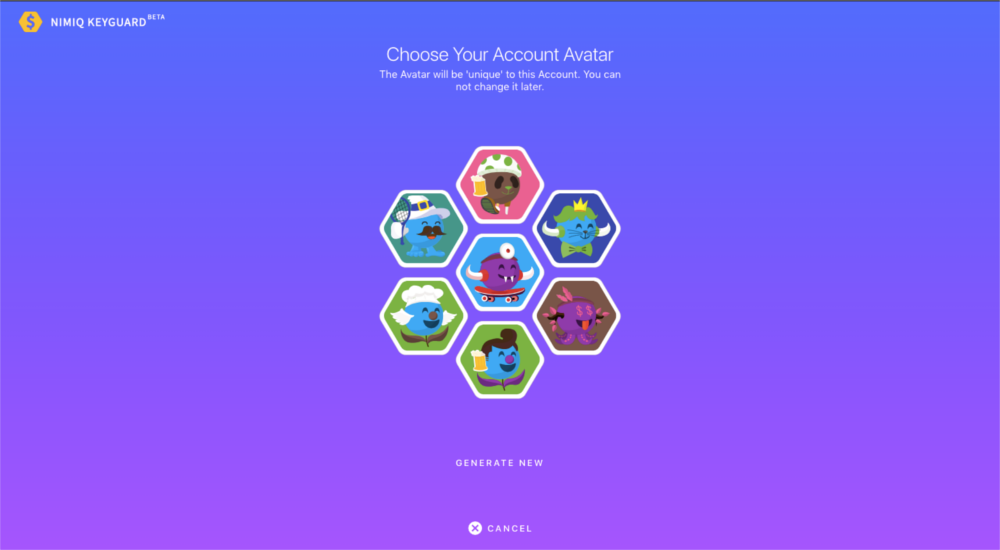 NIMIQ KEYGUARD BETA
Choose Your Account Avatar
The Avatar will be 'unique' to this Account. You can
not change it later.
GENERATE NEW
CANCEL